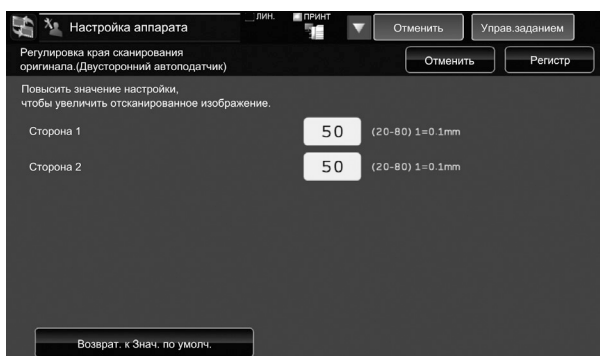 Настройка аппарата
ЛИН.
ПРИНТ
Отменить
Управ.заданием
Регулировка края сканирования
оригинала.(Двусторонний автоподатчик)
Отменить
Регистр
Повысить значение настройки,
чтобы увеличить отсканированное изображение.
Сторона 1 50 (20-80) 1=0.1mm
Сторона 2 50 (20-80) 1=0.1mm
Возврат. к Знач. по умолч.